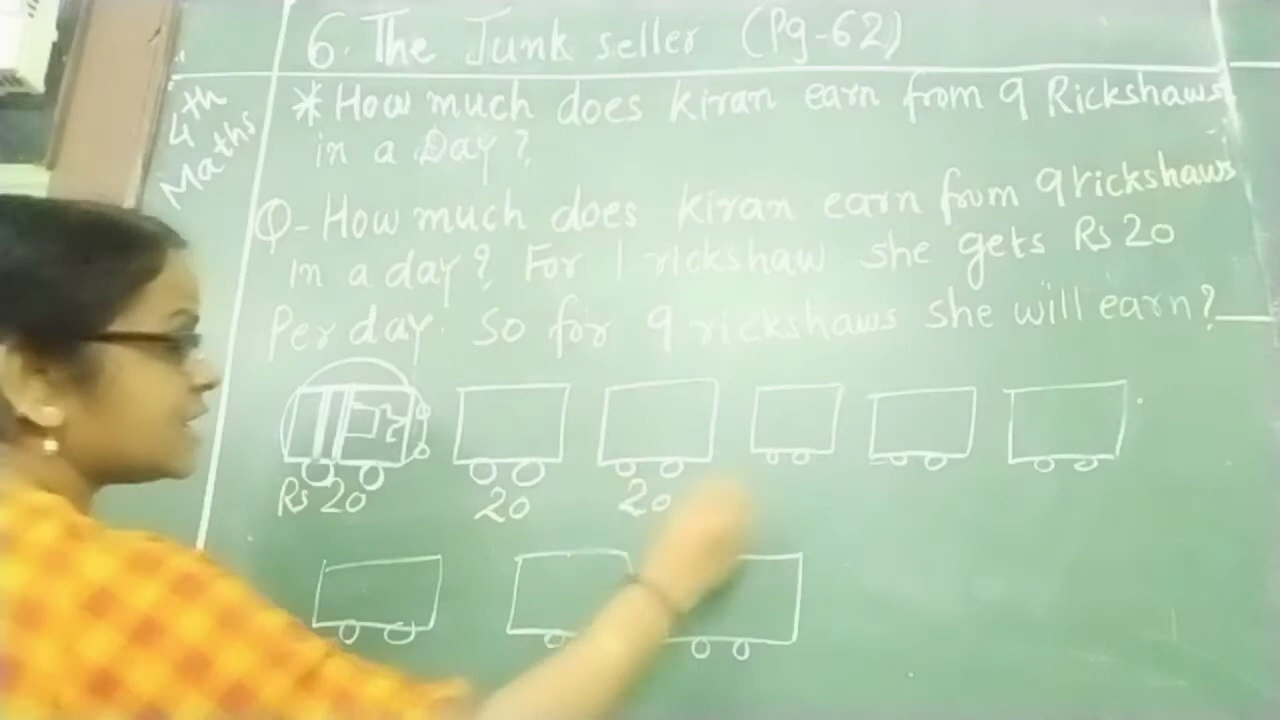 6. The Junk seller (Pg-62)
4th
Maths
* How much does kiran earn from 9 Rickshaws
in a Day?
Q- How much does kiran earn from 9 rickshaws
in a day? For 1 rickshaw she gets Rs 20
Per day. So for 9 rickshaws she will earn?
Rs 20 20 20